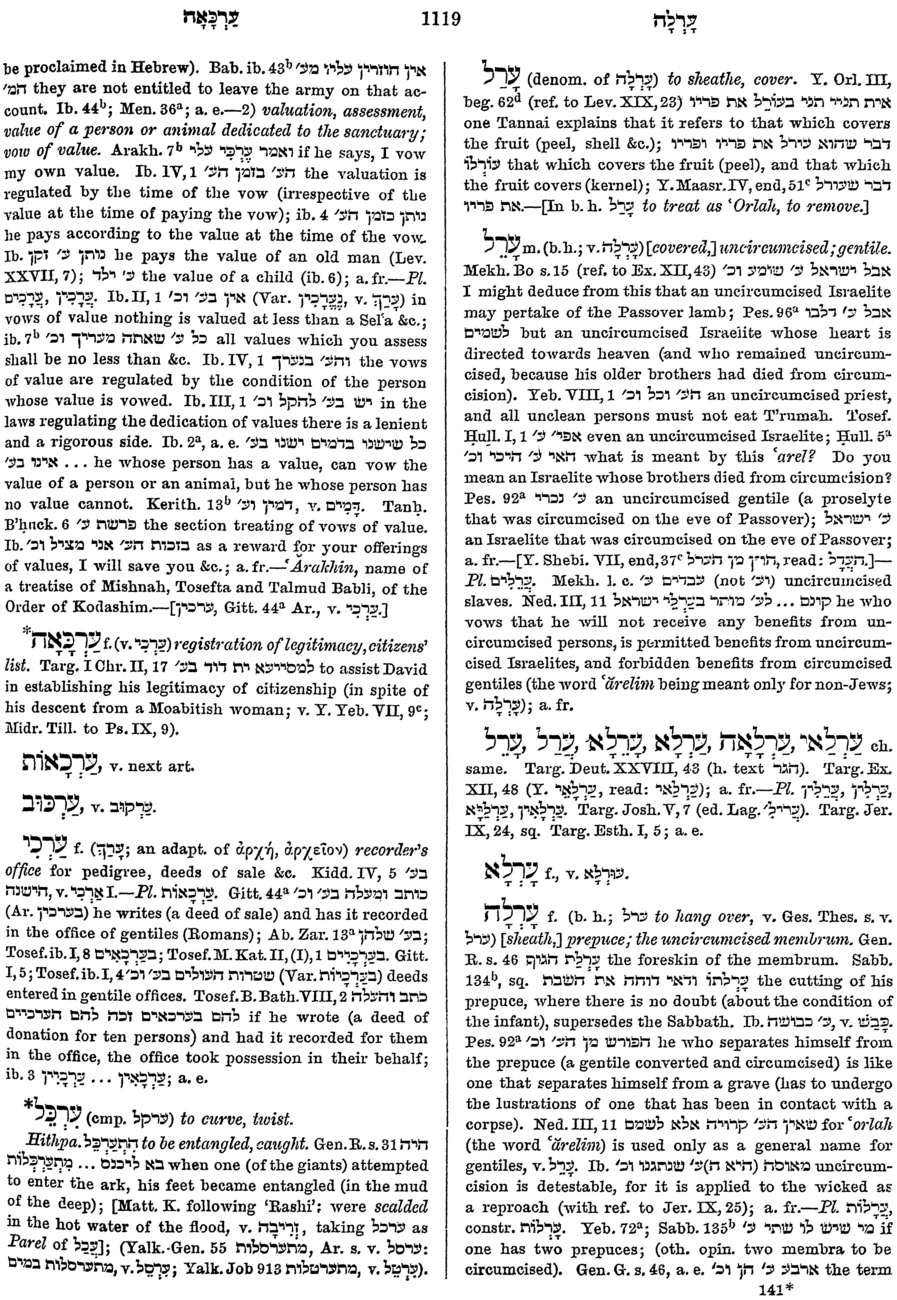 עַרְכָּאָה
1119
עָרְלָה
be proclaimed in Hebrew). Bab. ib. 43ᵇ אין חוזרין עליו מע׳
המ׳ they are not entitled to leave the army on that ac-
count. Ib. 44ᵇ; Men. 36ᵃ; a. e.—2) valuation, assessment,
value of a person or animal dedicated to the sanctuary;
vow of value. Arakh. 7ᵇ ואמר עֶרְכִּי עלי if he says, I vow
my own value. Ib. IV, 1 הע׳ בזמן הע׳ the valuation is
regulated by the time of the vow (irrespective of the
value at the time of paying the vow); ib. 4 נותן כזמן הע׳
he pays according to the value at the time of the vow.
Ib. נותן ע׳ זקן he pays the value of an old man (Lev.
XXVII, 7); ע׳ ילד the value of a child (ib. 6); a. fr.—Pl.
עֲרָכִים, עֲרָכִין. Ib. II, 1 אין בע׳ וכ׳ (Var. נֶעֱרָכִין, v. עָרַךְ) in
vows of value nothing is valued at less than a Sel‘a &c.;
ib. 7ᵇ כל ע׳ שאתה מעריך וכ׳ all values which you assess
shall be no less than &c. Ib. IV, 1 והע׳ בנערך the vows
of value are regulated by the condition of the person
whose value is vowed. Ib. III, 1 יש בע׳ להקל וכ׳ in the
laws regulating the dedication of values there is a lenient
and a rigorous side. Ib. 2ᵃ, a. e. כל שישנו בדמים ישנו בע׳
אינו בע׳ ... he whose person has a value, can vow the
value of a person or an animal, but he whose person has
no value cannot. Kerith. 13ᵇ דמין וע׳, v. דָּמִים. Tanḥ.
B’ḥuck. 6 פרשת ע׳ the section treating of vows of value.
Ib. בזכות הע׳ אני מציל וכ׳ as a reward for your offerings
of values, I will save you &c.; a. fr.—‘Ărakhin, name of
a treatise of Mishnah, Tosefta and Talmud Babli, of the
Order of Kodashim.—[ערכין, Gitt. 44ᵃ Ar., v. עַרְכִּי.]
*עַרְכָּאָה f. (v. עַרְכִּי) registration of legitimacy, citizens’
list. Targ. I Chr. II, 17 למסייעא ית דוד בע׳ to assist David
in establishing his legitimacy of citizenship (in spite of
his descent from a Moabitish woman; v. Y. Yeb. VII, 9ᶜ;
Midr. Till. to Ps. IX, 9).
עַרְכָאוֹת, v. next art.
עַרְכּוּב, v. עַרְקוּב.
עַרְכִּי f. (עָרַךְ; an adapt. of ἀρχή, ἀρχεῖον) recorder’s
office for pedigree, deeds of sale &c. Kidd. IV, 5 בע׳
הישנה, v. אַרְכִי I.—Pl. עַרְכָאוֹת. Gitt. 44ᵃ כותב ומעלה בע׳ וכ׳
(Ar. בערכין) he writes (a deed of sale) and has it recorded
in the office of gentiles (Romans); Ab. Zar. 13ᵃ בע׳ שלהן;
Tosef. ib. I, 8 בְּעַרְכָאִים; Tosef. M. Kat. II, (I), 1 בְּעַרְכִּיִים. Gitt.
I, 5; Tosef. ib. I, 4 שטרות העולים בע׳ וכ׳ (Var. בְּעַרְכִיּוֹת) deeds
entered in gentile offices. Tosef. B. Bath. VIII, 2 כתב והעלה
להם בערכאים זכה להם הערכיים if he wrote (a deed of
donation for ten persons) and had it recorded for them
in the office, the office took possession in their behalf;
ib. 3 עַרְכָאִין ... עַרְכִּיִין; a. e.
*עִרְכֵּל (cmp. ערקל) to curve, twist.
Hithpa. הִתְעַרְכֵּל to be entangled, caught. Gen. R. s. 31 היה
בא ליכנס ... מִתְעַרְכְּלוֹת when one (of the giants) attempted
to enter the ark, his feet became entangled (in the mud
of the deep); [Matt. K. following ‘Rashi’: were scalded
in the hot water of the flood, v. זְרִיבָה, taking ערכל as
Parel of עָכַל]; (Yalk. Gen. 55 מתערסלות, Ar. s. v. ערסל:
מתערסלות במים, v. עַרְסֵל; Yalk. Job 913 מתערטלות, v. עַרְטֵל).
עָרַל (denom. of עָרְלָה) to sheathe, cover. Y. Orl. III,
beg. 62ᵈ (ref. to Lev. XIX, 23) אית תניי תני בעורל את פריו
one Tannai explains that it refers to that which covers
the fruit (peel, shell &c.); דבר שהוא עורל את פריו ופריו
עורלו that which covers the fruit (peel), and that which
the fruit covers (kernel); Y. Maasr. IV, end, 51ᶜ דבר שעורל
את פריו.—[In b. h. עָרַל to treat as ‘Orlah, to remove.]
עָרֵל m. (b. h.; v. עָרְלָה) [covered,] uncircumcised; gentile.
Mekh. Bo s. 15 (ref. to Ex. XII, 43) אבל ישראל ע׳ שומע וכ׳
I might deduce from this that an uncircumcised Israelite
may partake of the Passover lamb; Pes. 96ᵃ אבל ע׳ דלבו
לשמים but an uncircumcised Israelite whose heart is
directed towards heaven (and who remained uncircum-
cised, because his older brothers had died from circum-
cision). Yeb. VIII, 1 הע׳ וכל וכ׳ an uncircumcised priest,
and all unclean persons must not eat T’rumah. Tosef.
Ḥull. I, 1 אפי׳ ע׳ even an uncircumcised Israelite; Ḥull. 5ᵃ
האי ע׳ היכי וכ׳ what is meant by this ‘arel? Do you
mean an Israelite whose brothers died from circumcision?
Pes. 92ᵃ ע׳ נכרי an uncircumcised gentile (a proselyte
that was circumcised on the eve of Passover); ע׳ ישראל
an Israelite that was circumcised on the eve of Passover;
a. fr.—[Y. Shebi. VII, end, 37ᶜ חוץ מן הערל, read: הַעֲדָל.]—
Pl. עֲרֵלִים. Mekh. l. c. עבדים ע׳ (not וע׳) uncircumcised
slaves. Ned. III, 11 קונם ... לע׳ מותר בְּעַרְלֵי ישראל he who
vows that he will not receive any benefits from un-
circumcised persons, is permitted benefits from uncircum-
cised Israelites, and forbidden benefits from circumcised
gentiles (the word ‘ărelim being meant only for non-Jews;
v. עָרְלָה); a. fr.
עָרֵל, עֲרַל, עֲרֵלָא, עַרְלָא, עַרְלָאָה, עַרְלַאי ch.
same. Targ. Deut. XXVIII, 43 (h. text הגר). Targ. Ex.
XII, 48 (Y. עַרְלָאֵי, read: עַרְלָאי); a. fr.—Pl. עַרְלִין, עֲרֵלִין,
עַרְלָאִין, עַרְלַיָּא. Targ. Josh. V, 7 (ed. Lag. עֲרִיל׳). Targ. Jer.
IX, 24, sq. Targ. Esth. I, 5; a. e.
עָרְלָא f., v. עוּרְלָא.
עָרְלָה f. (b. h.; ערל to hang over, v. Ges. Thes. s. v.
ערל) [sheath,] prepuce; the uncircumcised membrum. Gen.
R. s. 46 עָרְלַת הגוף the foreskin of the membrum. Sabb.
134ᵇ, sq. עָרְלָתוֹ ודאי דוחה את השבת the cutting of his
prepuce, where there is no doubt (about the condition of
the infant), supersedes the Sabbath. Ib. ע׳ כבושה, v. כָּבַשׁ.
Pes. 92ᵃ הפורש מן הע׳ וכ׳ he who separates himself from
the prepuce (a gentile converted and circumcised) is like
one that separates himself from a grave (has to undergo
the lustrations of one that has been in contact with a
corpse). Ned. III, 11 שאין הע׳ קרויה אלא לשמם for ‘orlah
(the word ‘ărelim) is used only as a general name for
gentiles, v. עָרֵל. Ib. מאוסה (היא ה)ע׳ שנתגנו וכ׳ uncircum-
cision is detestable, for it is applied to the wicked as
a reproach (with ref. to Jer. IX, 25); a. fr.—Pl. עֲרָלוֹת,
constr. עָרְלוֹת. Yeb. 72ᵃ; Sabb. 135ᵇ מי שיש לו שתי ע׳ if
one has two prepuces; (oth. opin. two membra to be
circumcised). Gen. G. s. 46, a. e. ארבע ע׳ הן וכ׳ the term
141*